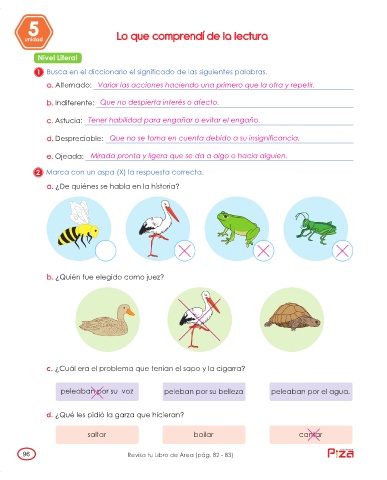 5
unidad
Lo que comprendí de la lectura
Nivel Literal
1 Busca en el diccionario el significado de las siguientes palabras.
a. Alternado: Variar las acciones haciendo una primero que la otra y repetir.
b. Indiferente: Que no despierta interés o afecto.
c. Astucia: Tener habilidad para engañar o evitar el engaño.
d. Despreciable: Que no se toma en cuenta debido a su insignificancia.
e. Ojeada: Mirada pronta y ligera que se da a algo o hacia alguien.
2 Marca con un aspa (X) la respuesta correcta.
a. ¿De quiénes se habla en la historia?
X X X
b. ¿Quién fue elegido como juez?
X
c. ¿Cuál era el problema que tenían el sapo y la cigarra?
peleaban por su voz peleban por su belleza peleaban por el agua.
d. ¿Qué les pidió la garza que hicieran?
saltar bailar cantar
96 Revisa tu Libro de Área (pág. 82 - 83) Piza